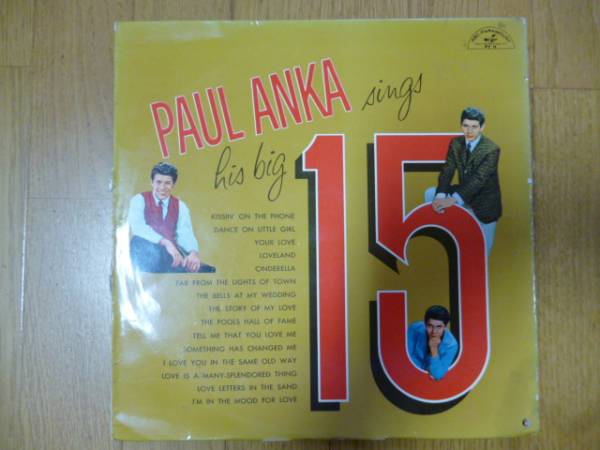 PAUL ANKA sings
his big 15
KISSIN' ON THE PHONE
DANCE ON LITTLE GIRL
YOUR LOVE
LOVELAND
CINDERELLA
FAR FROM THE LIGHTS OF TOWN
THE BELLS AT MY WEDDING
THE STORY OF MY LOVE
THE FOOLS HALL OF FAME
TELL ME THAT YOU LOVE ME
SOMETHING HAS CHANGED ME
I LOVE YOU IN THE SAME OLD WAY
LOVE IS A-MANY-SPLENDORED THING
LOVE LETTERS IN THE SAND
I'M IN THE MOOD FOR LOVE